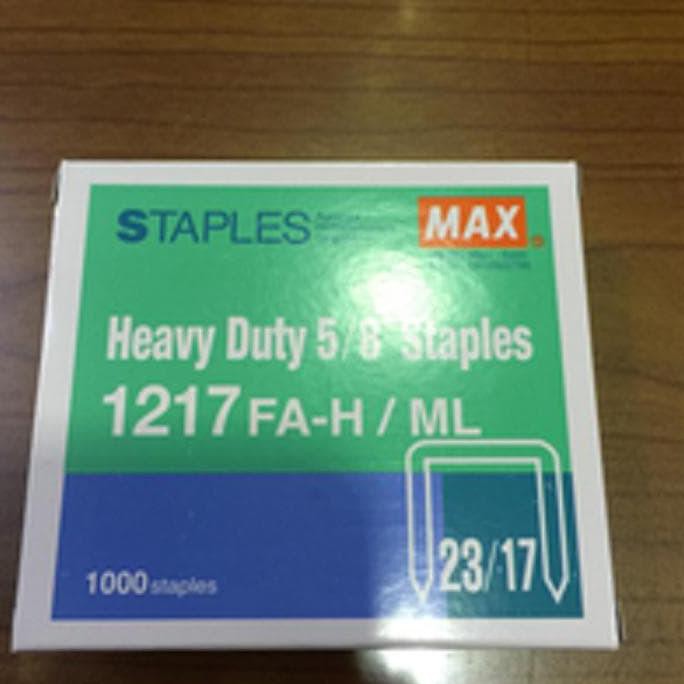 STAPLES
MAX
Heavy Duty 5/8" Staples
1217 FA-H / ML
23/17
1000 staples